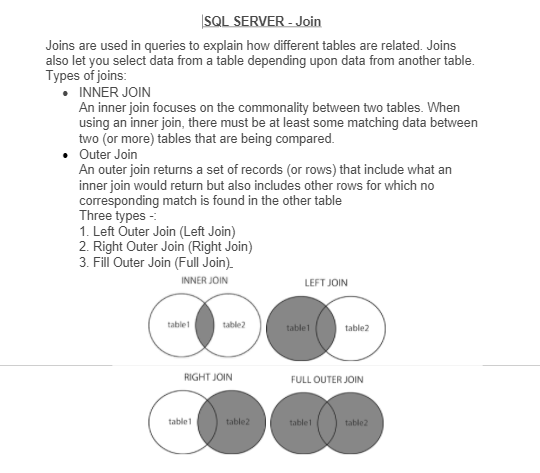 SQL SERVER - Join
Joins are used in queries to explain how different tables are related. Joins
also let you select data from a table depending upon data from another table.
Types of joins:
• INNER JOIN
An inner join focuses on the commonality between two tables. When
using an inner join, there must be at least some matching data between
two (or more) tables that are being compared.
• Outer Join
An outer join returns a set of records (or rows) that include what an
inner join would return but also includes other rows for which no
corresponding match is found in the other table
Three types -:
1. Left Outer Join (Left Join)
2. Right Outer Join (Right Join)
3. Fill Outer Join (Full Join)
INNER JOIN
LEFT JOIN
table1 table2
table1 table2
RIGHT JOIN
FULL OUTER JOIN
table1 table2
table1 table2